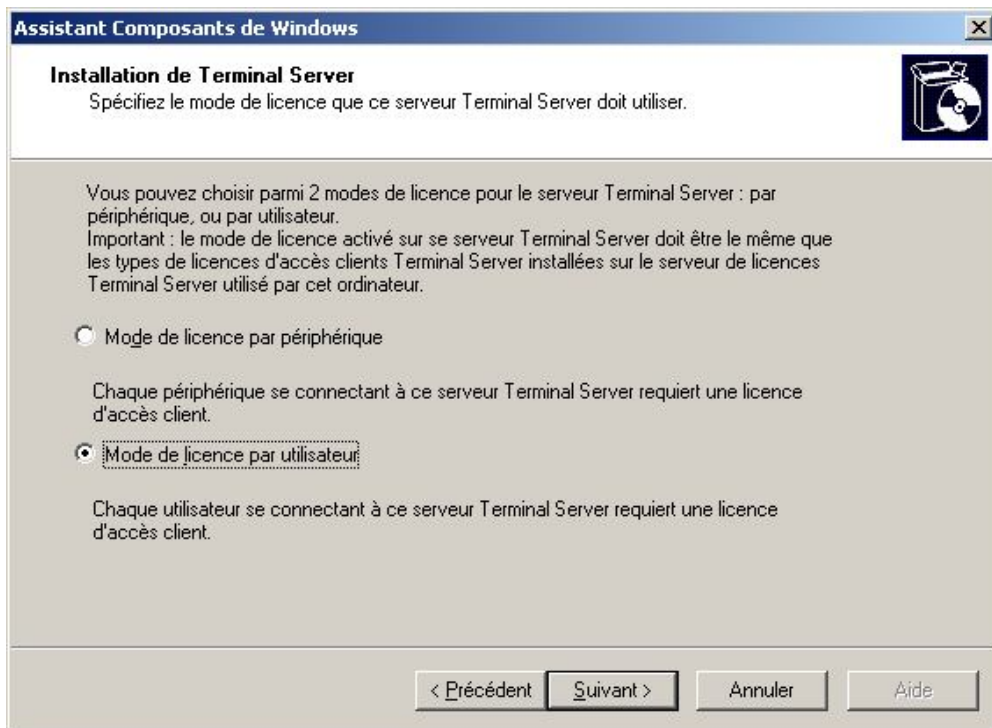 Assistant Composants de Windows
Installation de Terminal Server
Spécifiez le mode de licence que ce serveur Terminal Server doit utiliser.
Vous pouvez choisir parmi 2 modes de licence pour le serveur Terminal Server : par
périphérique, ou par utilisateur.
Important : le mode de licence activé sur se serveur Terminal Server doit être le même que
les types de licences d'accès clients Terminal Server installées sur le serveur de licences
Terminal Server utilisé par cet ordinateur.
Mode de licence par périphérique
Chaque périphérique se connectant à ce serveur Terminal Server requiert une licence
d'accès client.
Mode de licence par utilisateur
Chaque utilisateur se connectant à ce serveur Terminal Server requiert une licence
d'accès client.
< Précédent Suivant > Annuler Aide